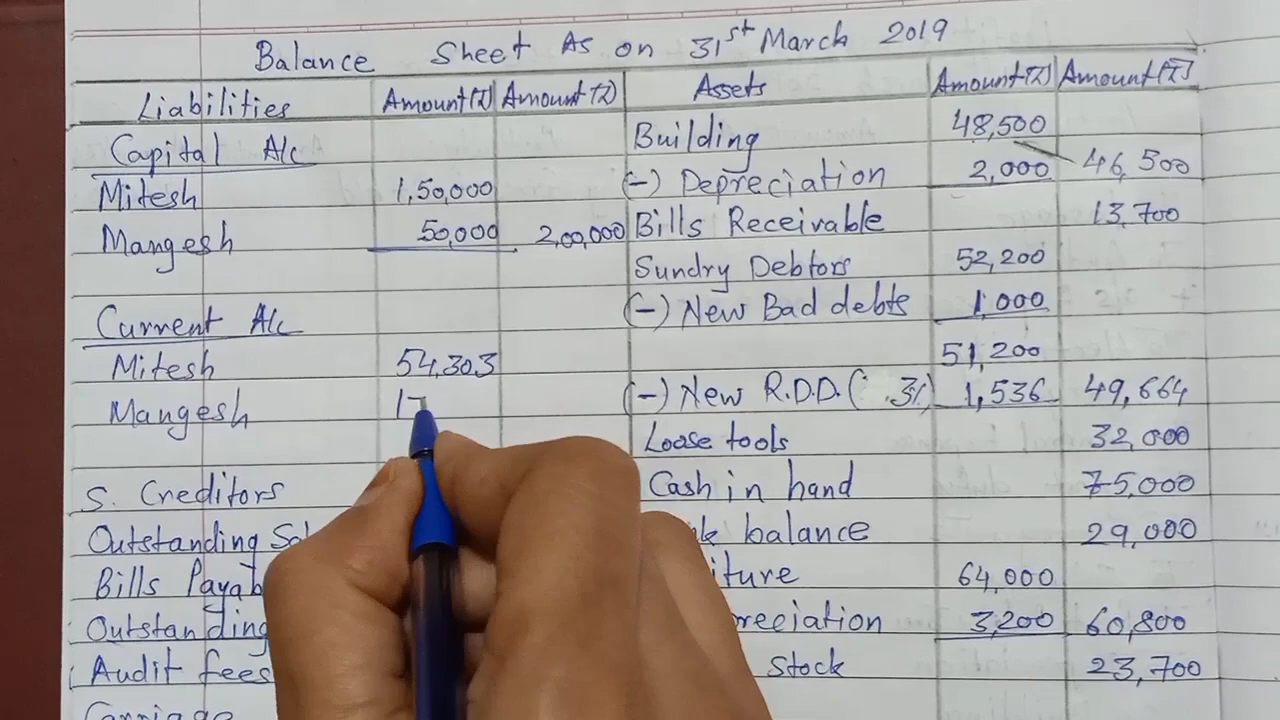 Balance Sheet As on 31st March 2019
Liabilities Amount(₹) Amount(₹) Assets Amount(₹) Amount(₹)
Capital A/c Building 48,500
Mitesh 1,50,000 (-) Depreciation 2,000 46,500
Mangesh 50,000 2,00,000 Bills Receivable 13,700
Sundry Debtors 52,200
Current A/c (-) New Bad debts 1,000
Mitesh 54,303 51,200
Mangesh (-) New R.D.D. ( 3%) 1,536 49,664
Loose tools 32,000
S. Creditors Cash in hand 75,000
Outstanding balance 29,000
Bills 64,000
Outstanding 3,200 60,800
Audit fees Stock 23,700